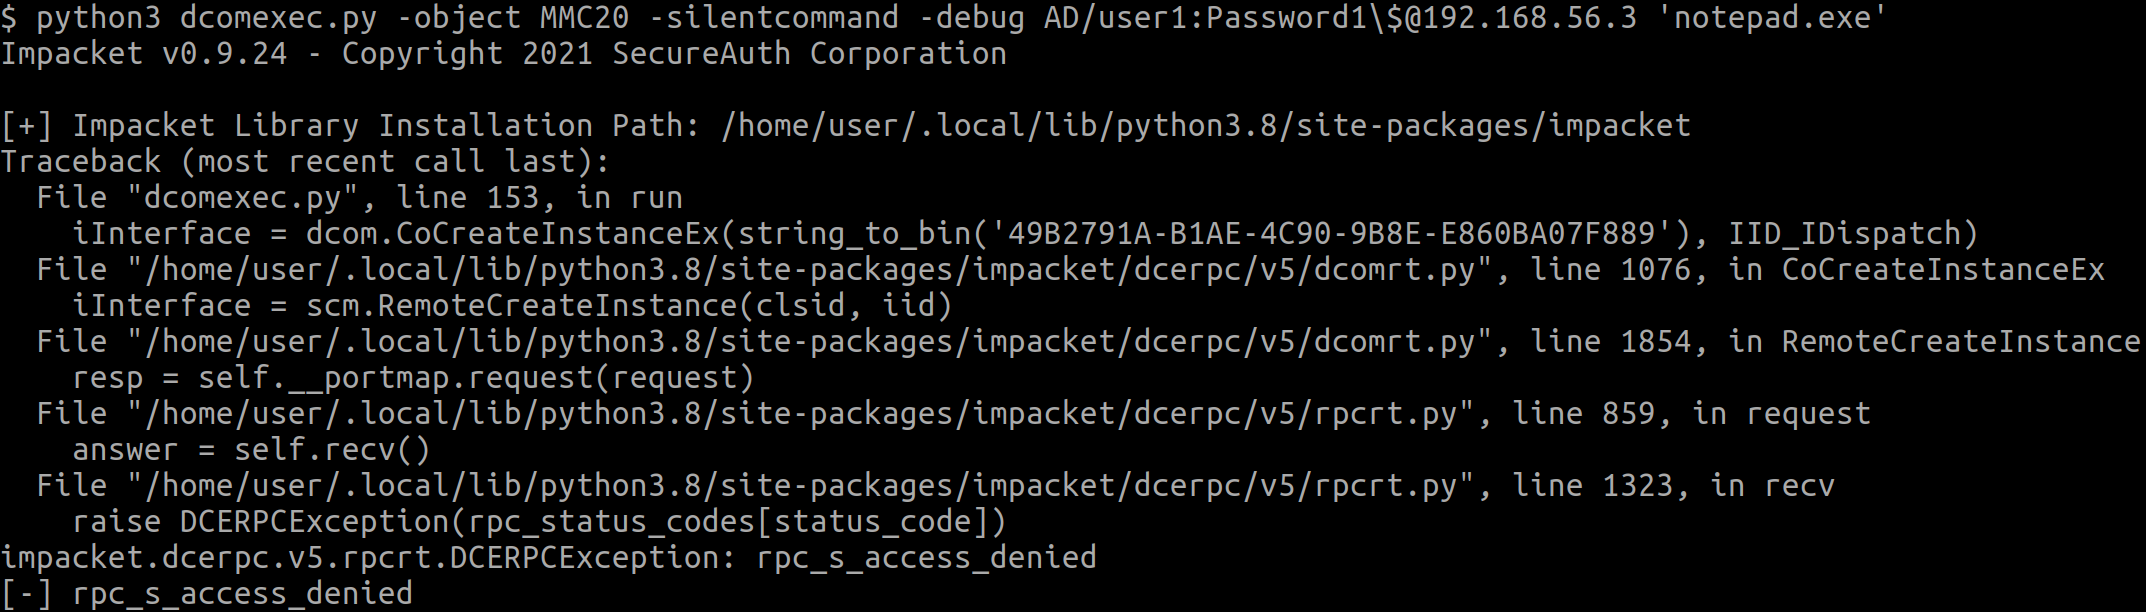 $ python3 dcomexec.py -object MMC20 -silentcommand -debug AD/user1:Password1\$@192.168.56.3 'notepad.exe'
Impacket v0.9.24 - Copyright 2021 SecureAuth Corporation

[+] Impacket Library Installation Path: /home/user/.local/lib/python3.8/site-packages/impacket
Traceback (most recent call last):
  File "dcomexec.py", line 153, in run
    iInterface = dcom.CoCreateInstanceEx(string_to_bin('49B2791A-B1AE-4C90-9B8E-E860BA07F889'), IID_IDispatch)
  File "/home/user/.local/lib/python3.8/site-packages/impacket/dcerpc/v5/dcomrt.py", line 1076, in CoCreateInstanceEx
    iInterface = scm.RemoteCreateInstance(clsid, iid)
  File "/home/user/.local/lib/python3.8/site-packages/impacket/dcerpc/v5/dcomrt.py", line 1854, in RemoteCreateInstance
    resp = self.__portmap.request(request)
  File "/home/user/.local/lib/python3.8/site-packages/impacket/dcerpc/v5/rpcrt.py", line 859, in request
    answer = self.recv()
  File "/home/user/.local/lib/python3.8/site-packages/impacket/dcerpc/v5/rpcrt.py", line 1323, in recv
    raise DCERPCException(rpc_status_codes[status_code])
impacket.dcerpc.v5.rpcrt.DCERPCException: rpc_s_access_denied
[-] rpc_s_access_denied